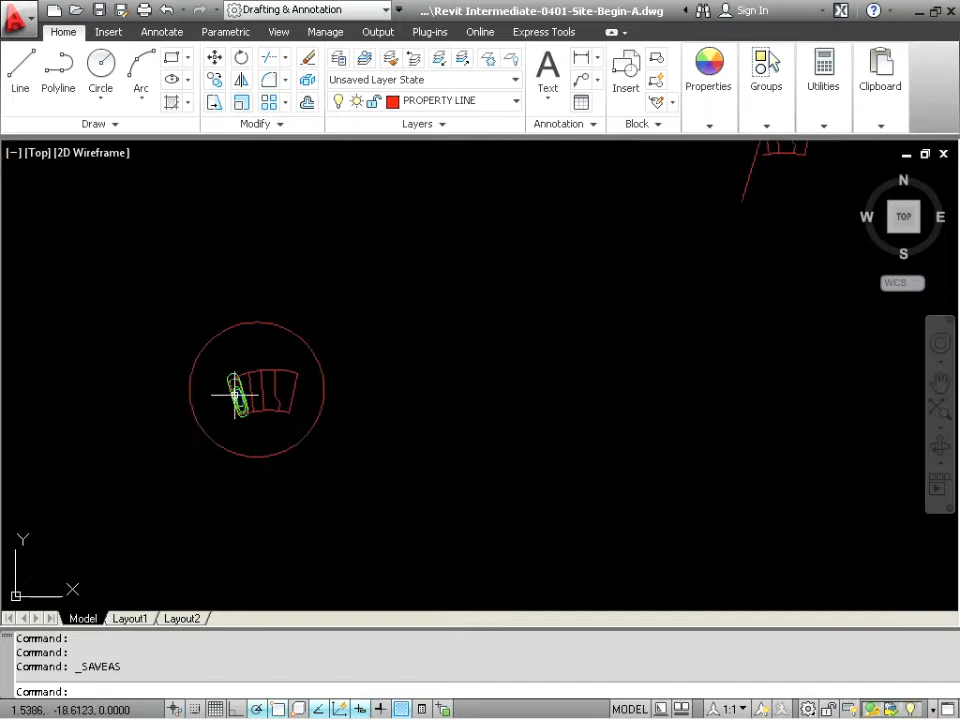 Drafting & Annotation
...\Revit Intermediate-0401-Site-Begin-A.dwg
Sign In
Home Insert Annotate Parametric View Manage Output Plug-ins Online Express Tools
Line Polyline Circle Arc
Draw
Modify
Unsaved Layer State
PROPERTY LINE
Layers
Text
Annotation
Insert
Block
Properties
Groups
Utilities
Clipboard
[−] [Top] [2D Wireframe]
N
W TOP E
S
WCS
Y
X
Model Layout1 Layout2
Command:
Command:
Command: _SAVEAS
Command:
1.5386, -18.6123, 0.0000
MODEL
1:1